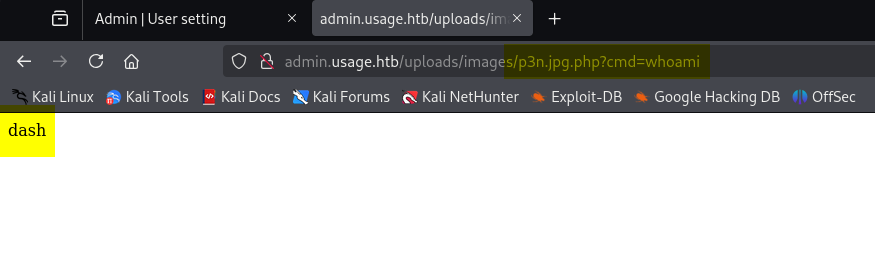 Admin | User setting
admin.usage.htb/uploads/im
admin.usage.htb/uploads/images/p3n.jpg.php?cmd=whoami
Kali Linux Kali Tools Kali Docs Kali Forums Kali NetHunter Exploit-DB Google Hacking DB OffSec
dash